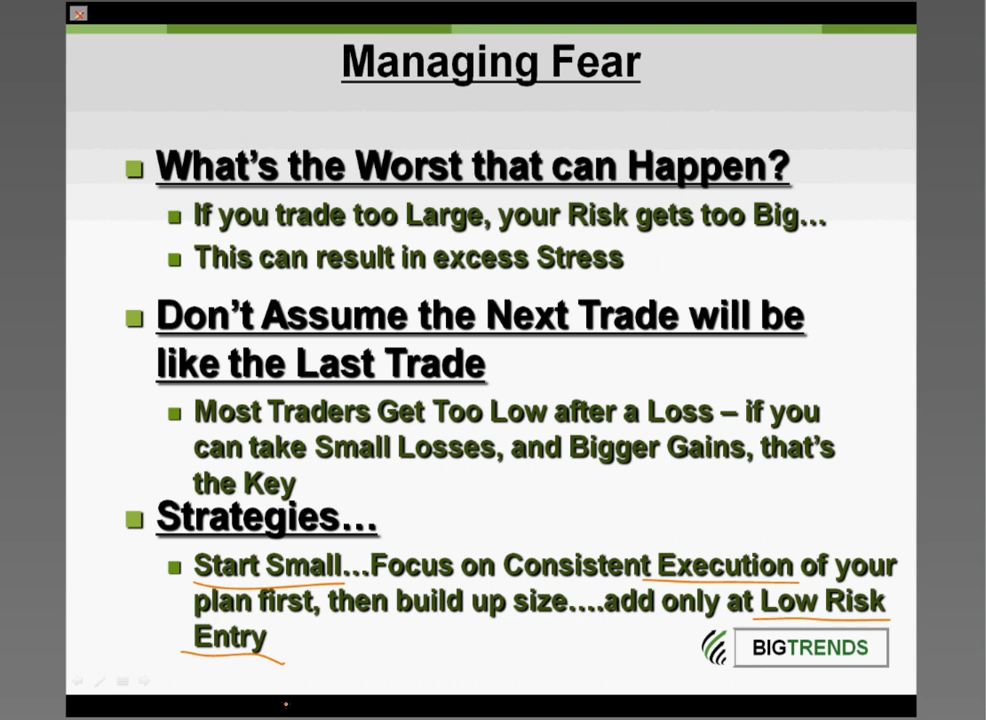 Managing Fear
What's the Worst that can Happen?
If you trade too Large, your Risk gets too Big...
This can result in excess Stress
Don't Assume the Next Trade will be
like the Last Trade
Most Traders Get Too Low after a Loss – if you
can take Small Losses, and Bigger Gains, that's
the Key
Strategies...
Start Small...Focus on Consistent Execution of your
plan first, then build up size....add only at Low Risk
Entry
BIGTRENDS